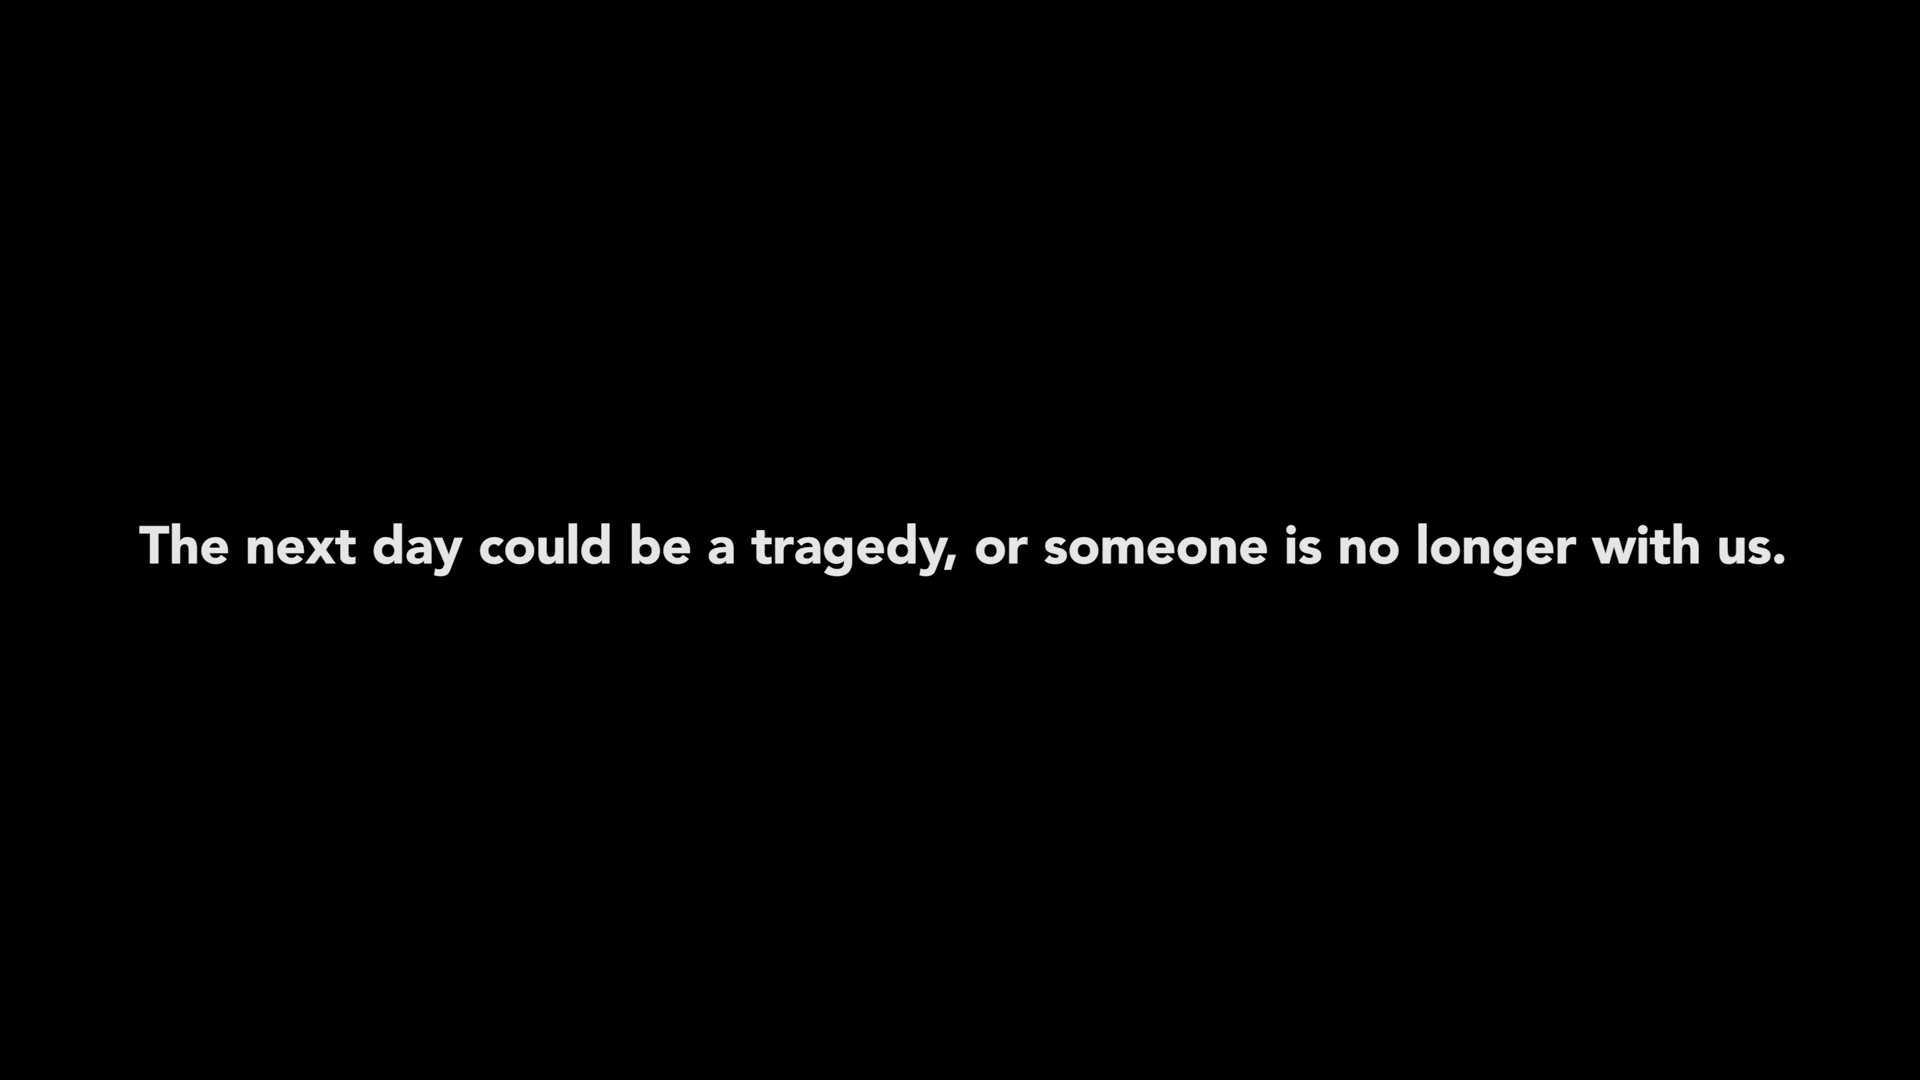 The next day could be a tragedy, or someone is no longer with us.